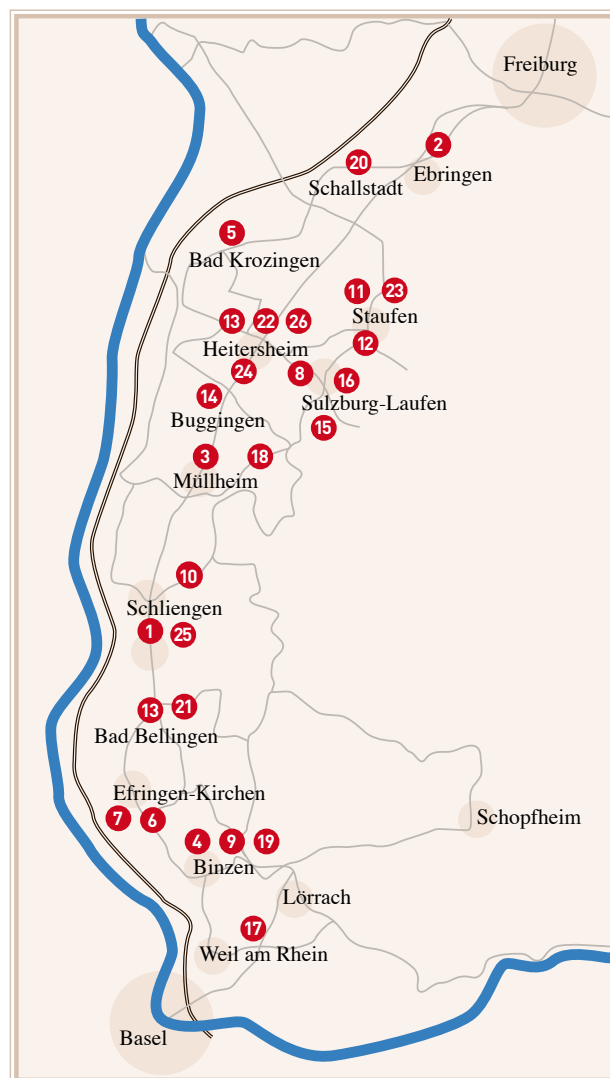 Freiburg
2
20
Ebringen
Schallstadt
5
Bad Krozingen
11 23
13 22 26
Staufen
12
Heitersheim
24 8 16
14
Sulzburg-Laufen
Buggingen
15
3 18
Müllheim
10
Schliengen
1 25
13 21
Bad Bellingen
Efringen-Kirchen
7 6
Schopfheim
4 9 19
Binzen
Lörrach
17
Weil am Rhein
Basel